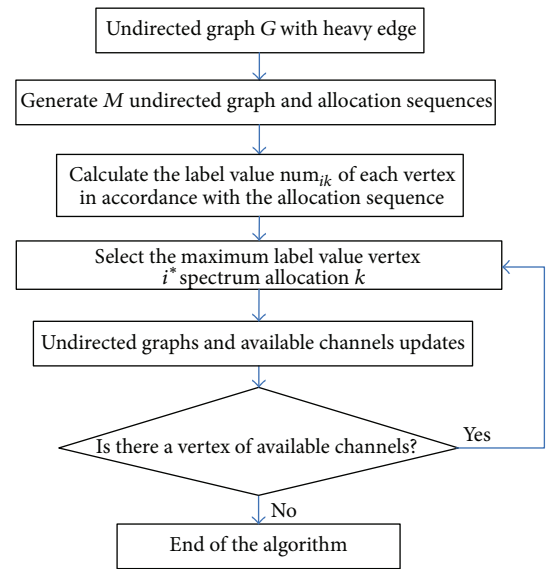 Undirected graph G with heavy edge
Generate M undirected graph and allocation sequences
Calculate the label value num_ik of each vertex
in accordance with the allocation sequence
Select the maximum label value vertex
i* spectrum allocation k
Undirected graphs and available channels updates
Is there a vertex of available channels?
Yes
No
End of the algorithm